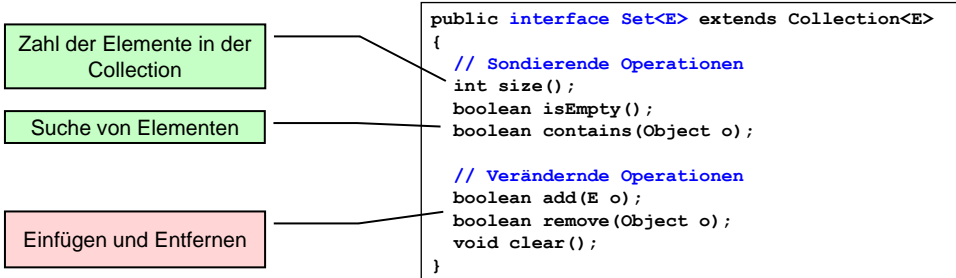 Zahl der Elemente in der
Collection
Suche von Elementen
Einfügen und Entfernen
public interface Set<E> extends Collection<E>
{
// Sondierende Operationen
int size();
boolean isEmpty();
boolean contains(Object o);
// Verändernde Operationen
boolean add(E o);
boolean remove(Object o);
void clear();
}